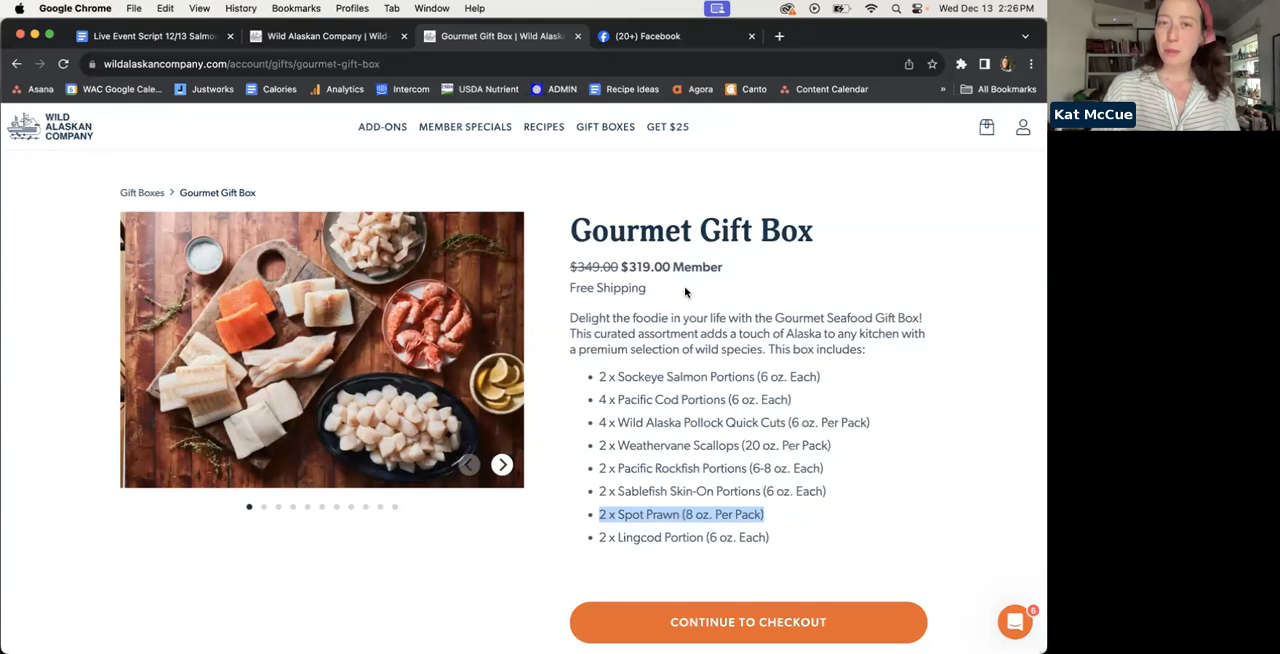 Google Chrome File Edit View History Bookmarks Profiles Tab Window Help Wed Dec 13 2:26 PM
Live Event Script 12/13 Salmo
Wild Alaskan Company | Wild
Gourmet Gift Box | Wild Alask
(20+) Facebook
wildalaskancompany.com/account/gifts/gourmet-gift-box
Asana WAC Google Cale... Justworks Calories Analytics Intercom USDA Nutrient ADMIN Recipe Ideas Agora Canto Content Calendar » All Bookmarks
Kat McCue
WILD
ALASKAN
COMPANY
ADD-ONS MEMBER SPECIALS RECIPES GIFT BOXES GET $25
Gift Boxes > Gourmet Gift Box
Gourmet Gift Box
$349.00 $319.00 Member
Free Shipping
Delight the foodie in your life with the Gourmet Seafood Gift Box!
This curated assortment adds a touch of Alaska to any kitchen with
a premium selection of wild species. This box includes:
• 2 x Sockeye Salmon Portions (6 oz. Each)
• 4 x Pacific Cod Portions (6 oz. Each)
• 4 x Wild Alaska Pollock Quick Cuts (6 oz. Per Pack)
• 2 x Weathervane Scallops (20 oz. Per Pack)
• 2 x Pacific Rockfish Portions (6-8 oz. Each)
• 2 x Sablefish Skin-On Portions (6 oz. Each)
• 2 x Spot Prawn (8 oz. Per Pack)
• 2 x Lingcod Portion (6 oz. Each)
CONTINUE TO CHECKOUT
6